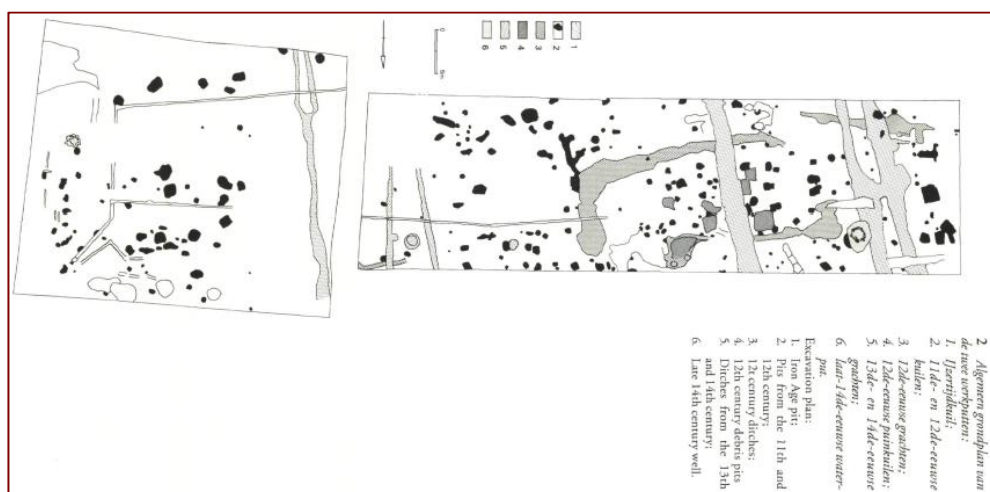 0
5m
1
2
3
4
5
6
2 Algemeen grondplan van
de twee werkputten:
1. IJzertijdkuil;
2. 11de- en 12de-eeuwse
kuilen;
3. 12de-eeuwse grachten;
4. 12de-eeuwse puinkuilen;
5. 13de- en 14de-eeuwse
grachten;
6. laat-14de-eeuwse water-
put.
Excavation plan:
1. Iron Age pit;
2. Pits from the 11th and
12th century;
3. 12t century ditches;
4. 12th century debris pits
5. Ditches from the 13th
and 14th century;
6. Late 14th century well.